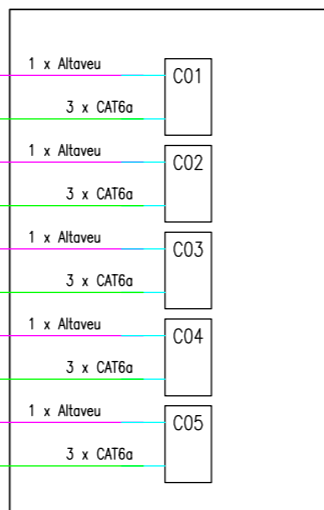 1 x Altaveu
C01
3 x CAT6a
1 x Altaveu
C02
3 x CAT6a
1 x Altaveu
C03
3 x CAT6a
1 x Altaveu
C04
3 x CAT6a
1 x Altaveu
C05
3 x CAT6a